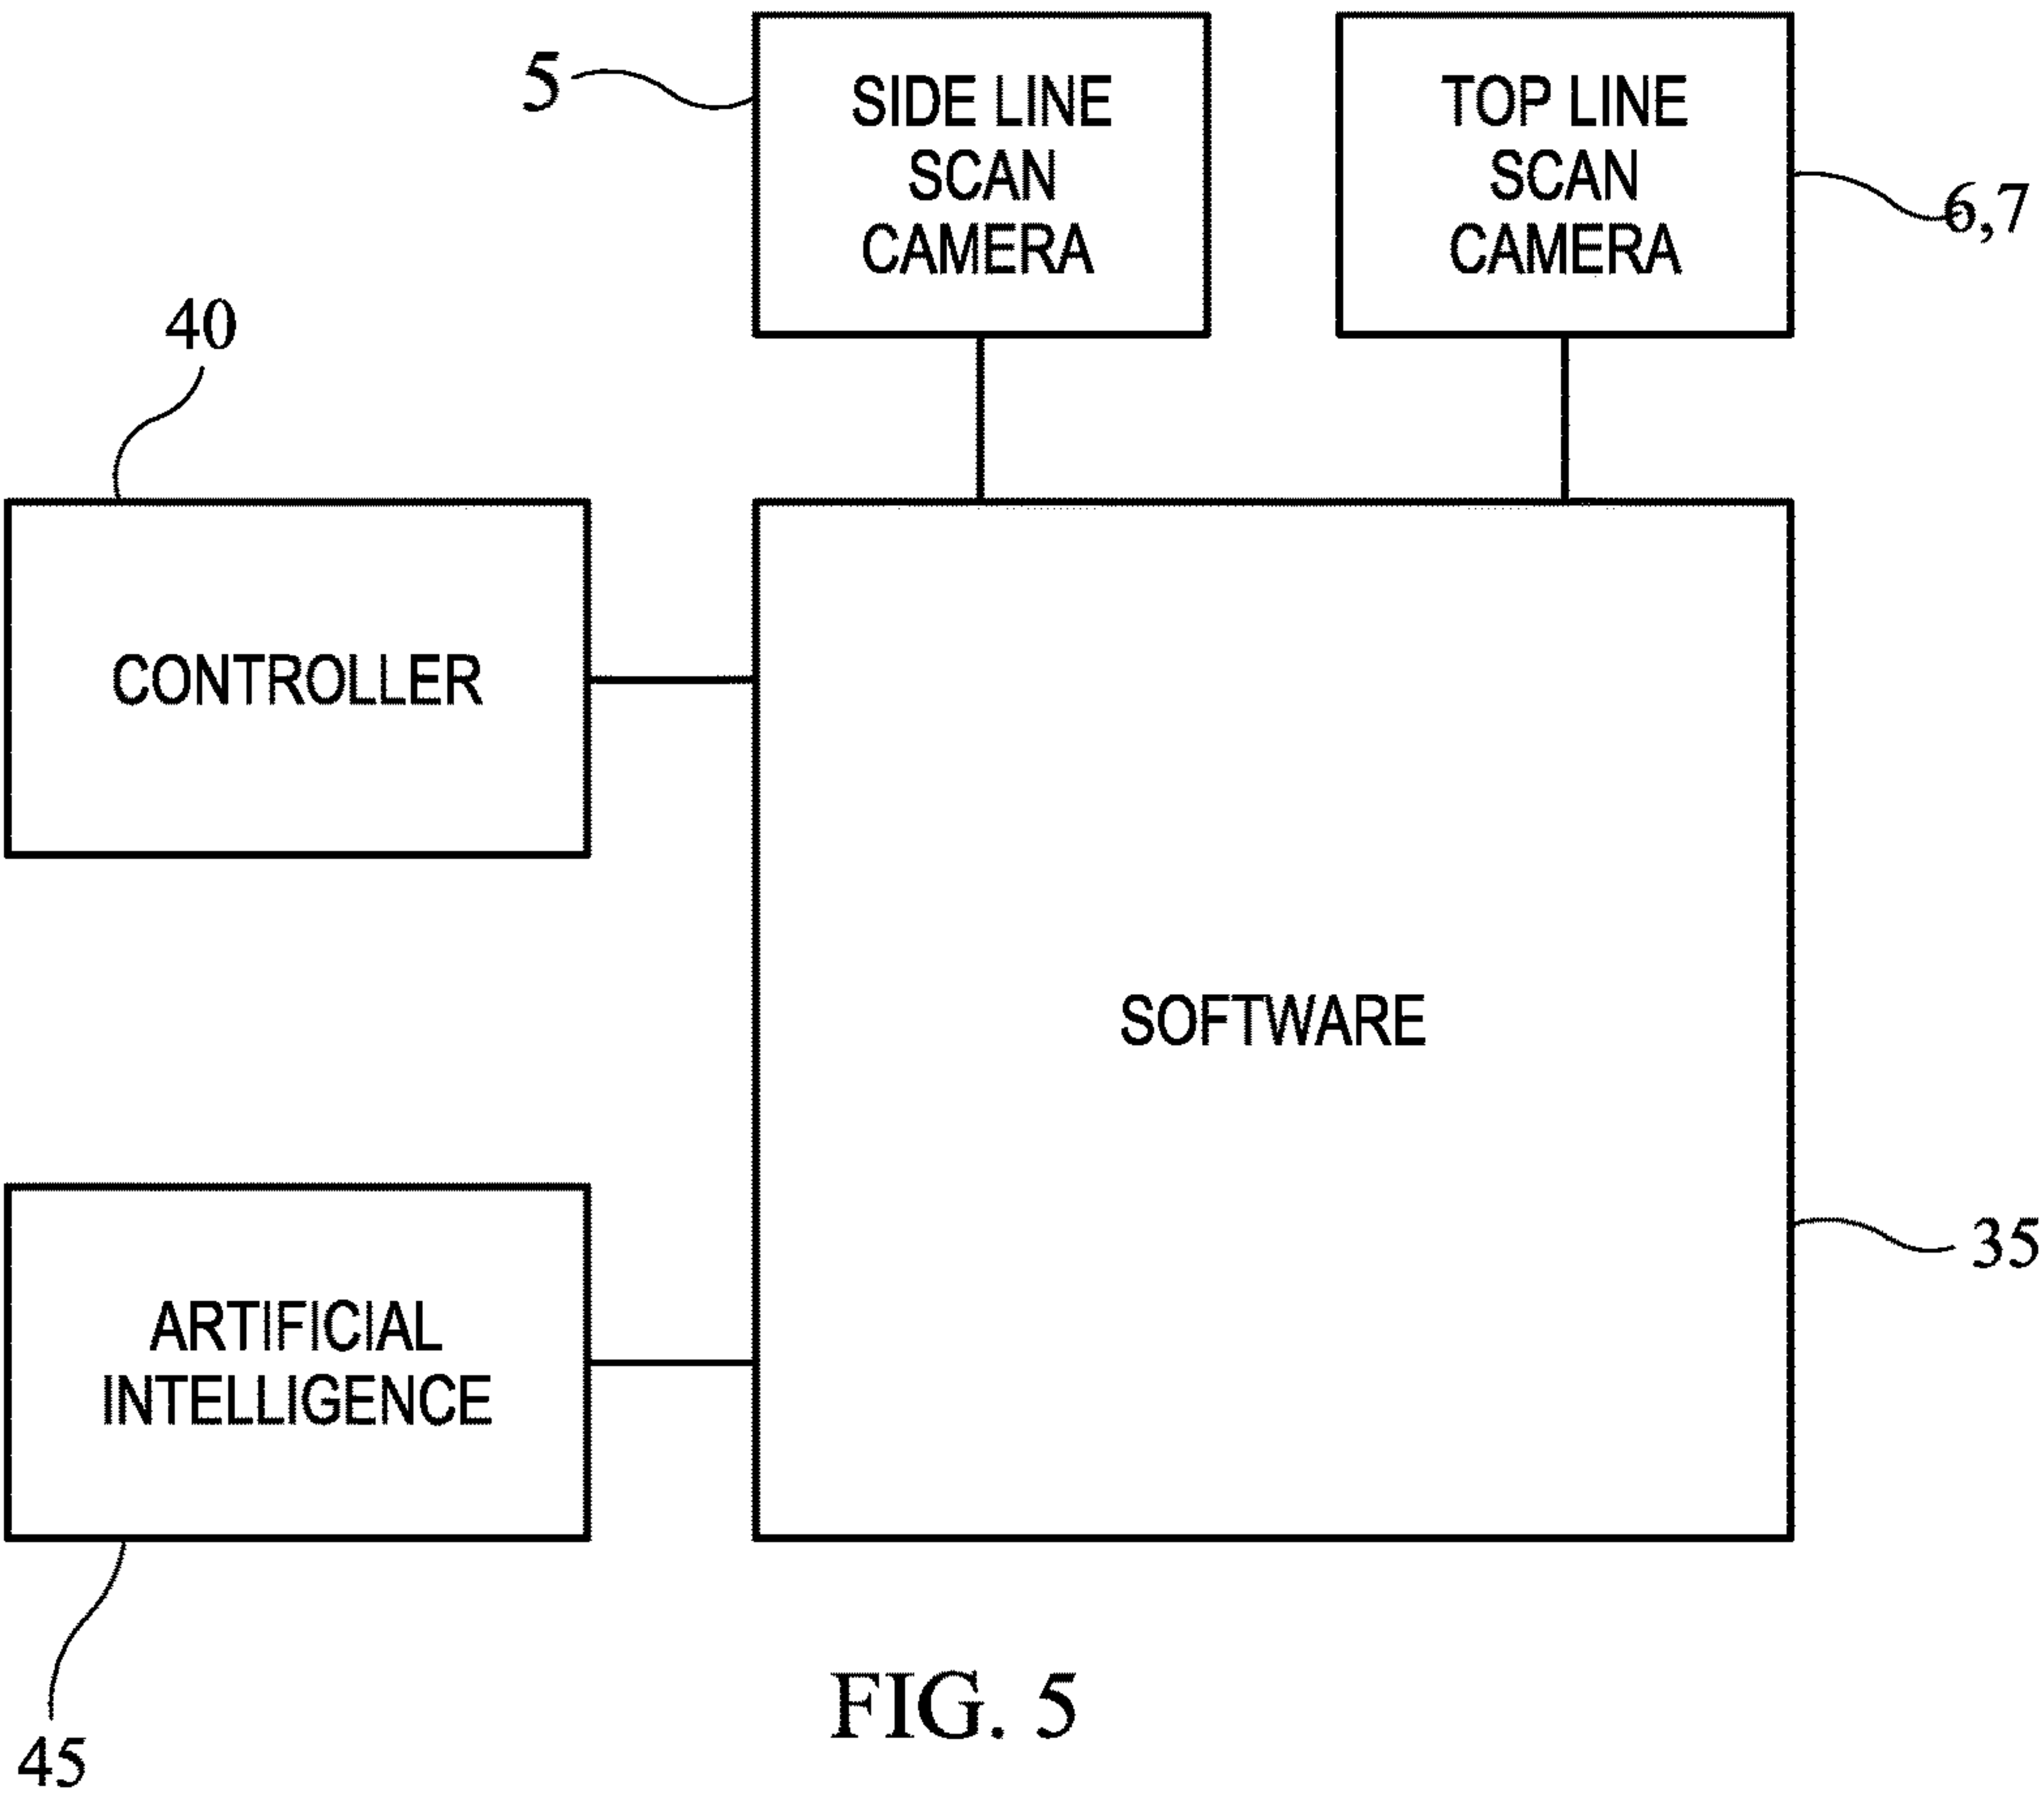 5
SIDE LINE
SCAN
CAMERA
TOP LINE
SCAN
CAMERA
6,7
40
CONTROLLER
SOFTWARE
35
ARTIFICIAL
INTELLIGENCE
45
FIG. 5